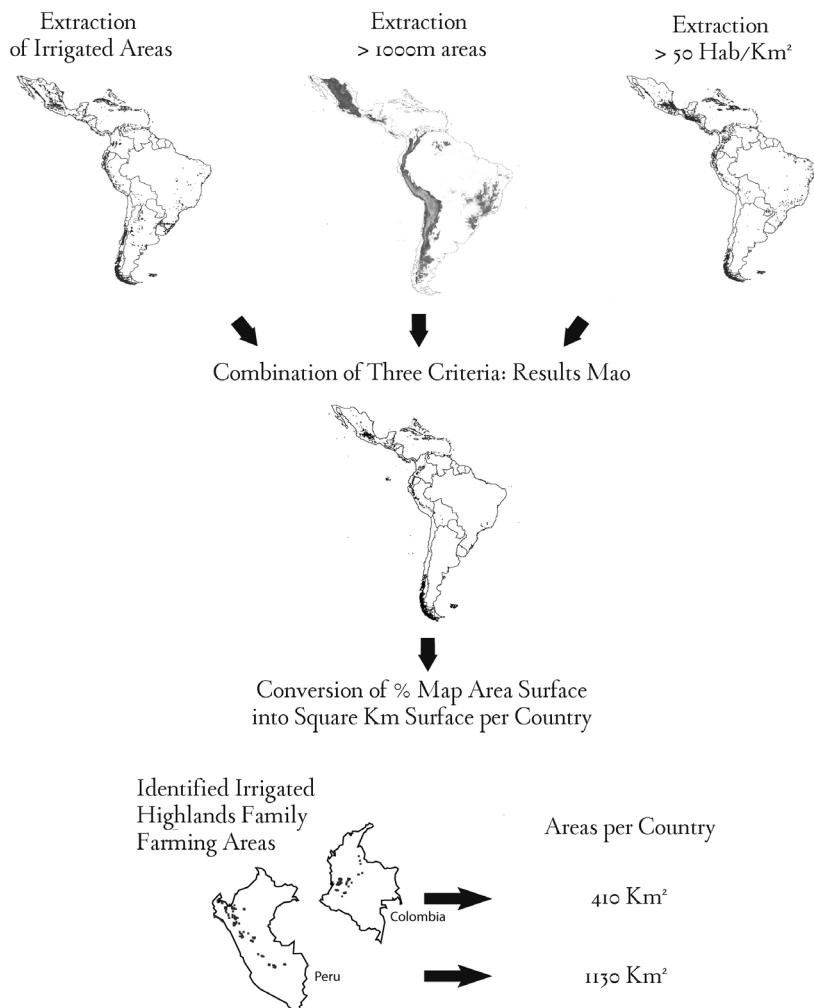 Extraction
of Irrigated Areas
Extraction
> 1000m areas
Extraction
> 50 Hab/Km²
Combination of Three Criteria: Results Mao
Conversion of % Map Area Surface
into Square Km Surface per Country
Identified Irrigated
Highlands Family
Farming Areas
Areas per Country
Colombia
410 Km²
Peru
1130 Km²